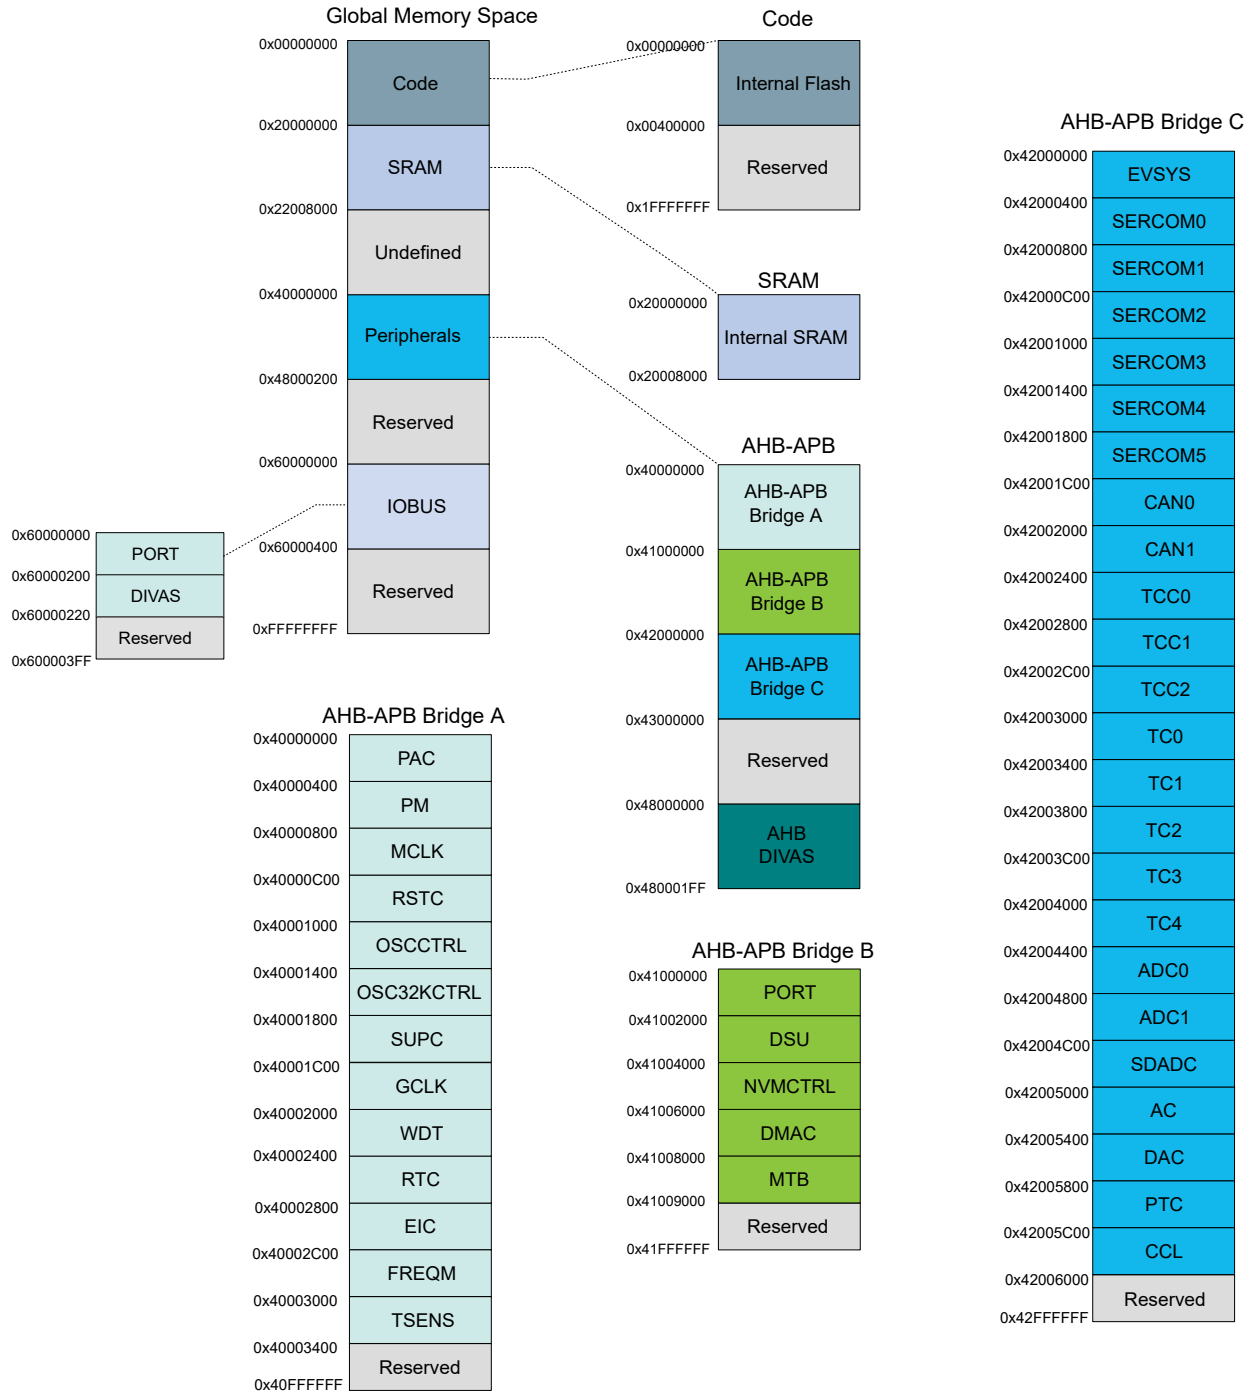 Global Memory Space
0x00000000
Code
0x20000000
SRAM
0x22008000
Undefined
0x40000000
Peripherals
0x48000200
Reserved
0x60000000
IOBUS
0x60000400
Reserved
0xFFFFFFFF
0x60000000
PORT
0x60000200
DIVAS
0x60000220
Reserved
0x600003FF
Code
0x00000000
Internal Flash
0x00400000
Reserved
0x1FFFFFFF
SRAM
0x20000000
Internal SRAM
0x20008000
AHB-APB
0x40000000
AHB-APB
Bridge A
0x41000000
AHB-APB
Bridge B
0x42000000
AHB-APB
Bridge C
0x43000000
Reserved
0x48000000
AHB
DIVAS
0x480001FF
AHB-APB Bridge A
0x40000000
PAC
0x40000400
PM
0x40000800
MCLK
0x40000C00
RSTC
0x40001000
OSCCTRL
0x40001400
OSC32KCTRL
0x40001800
SUPC
0x40001C00
GCLK
0x40002000
WDT
0x40002400
RTC
0x40002800
EIC
0x40002C00
FREQM
0x40003000
TSENS
0x40003400
Reserved
0x40FFFFFF
AHB-APB Bridge B
0x41000000
PORT
0x41002000
DSU
0x41004000
NVMCTRL
0x41006000
DMAC
0x41008000
MTB
0x41009000
Reserved
0x41FFFFFF
AHB-APB Bridge C
0x42000000
EVSYS
0x42000400
SERCOM0
0x42000800
SERCOM1
0x42000C00
SERCOM2
0x42001000
SERCOM3
0x42001400
SERCOM4
0x42001800
SERCOM5
0x42001C00
CAN0
0x42002000
CAN1
0x42002400
TCC0
0x42002800
TCC1
0x42002C00
TCC2
0x42003000
TC0
0x42003400
TC1
0x42003800
TC2
0x42003C00
TC3
0x42004000
TC4
0x42004400
ADC0
0x42004800
ADC1
0x42004C00
SDADC
0x42005000
AC
0x42005400
DAC
0x42005800
PTC
0x42005C00
CCL
0x42006000
Reserved
0x42FFFFFF